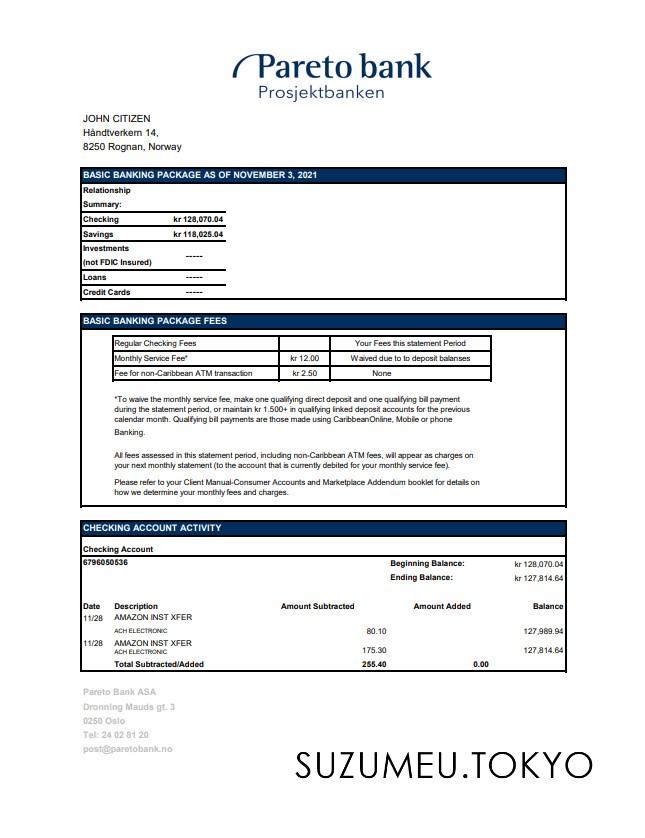 Pareto bank
Prosjektbanken
JOHN CITIZEN
Håndtverkern 14,
8250 Rognan, Norway
BASIC BANKING PACKAGE AS OF NOVEMBER 3, 2021
Relationship
Summary:
Checking kr 128,070.04
Savings kr 118,025.04
Investments
(not FDIC Insured) -----
Loans -----
Credit Cards -----
BASIC BANKING PACKAGE FEES
Regular Checking Fees Your Fees this statement Period
Monthly Service Fee* kr 12.00 Waived due to to deposit balanses
Fee for non-Caribbean ATM transaction kr 2.50 None
*To waive the monthly service fee, make one qualifying direct deposit and one qualifying bill payment
during the statement period, or maintain kr 1.500+ in qualifying linked deposit accounts for the previous
calendar month. Qualifying bill payments are those made using CaribbeanOnline, Mobile or phone
Banking.
All fees assessed in this statement period, including non-Caribbean ATM fees, will appear as charges on
your next monthly statement (to the account that is currently debited for your monthly service fee).
Please refer to your Client Manual-Consumer Accounts and Marketplace Addendum booklet for details on
how we determine your monthly fees and charges.
CHECKING ACCOUNT ACTIVITY
Checking Account
6796050536 Beginning Balance: kr 128,070.04
Ending Balance: kr 127,814.64
Date Description Amount Subtracted Amount Added Balance
11/28 AMAZON INST XFER
ACH ELECTRONIC 80.10 127,989.94
11/28 AMAZON INST XFER
ACH ELECTRONIC 175.30 127,814.64
Total Subtracted/Added 255.40 0.00
Pareto Bank ASA
Dronning Mauds gt. 3
0250 Oslo
Tel: 24 02 81 20
post@paretobank.no
SUZUMEU.TOKYO